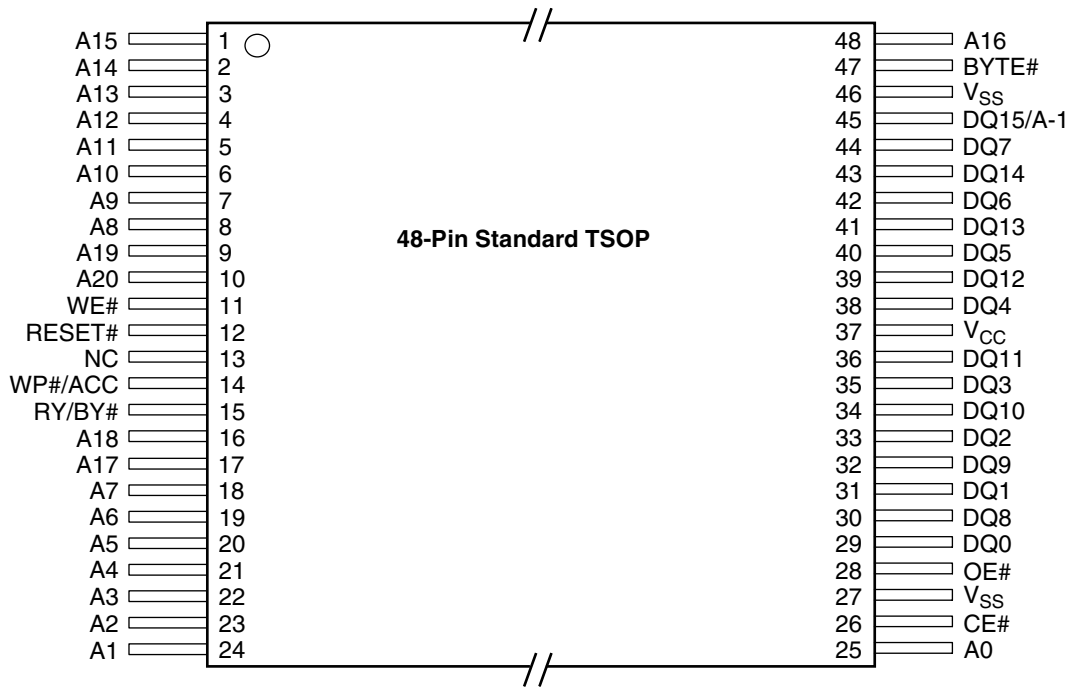 A15 1 48 A16
A14 2 47 BYTE#
A13 3 46 VSS
A12 4 45 DQ15/A-1
A11 5 44 DQ7
A10 6 43 DQ14
A9 7 42 DQ6
A8 8 41 DQ13
48-Pin Standard TSOP
A19 9 40 DQ5
A20 10 39 DQ12
WE# 11 38 DQ4
RESET# 12 37 VCC
NC 13 36 DQ11
WP#/ACC 14 35 DQ3
RY/BY# 15 34 DQ10
A18 16 33 DQ2
A17 17 32 DQ9
A7 18 31 DQ1
A6 19 30 DQ8
A5 20 29 DQ0
A4 21 28 OE#
A3 22 27 VSS
A2 23 26 CE#
A1 24 25 A0